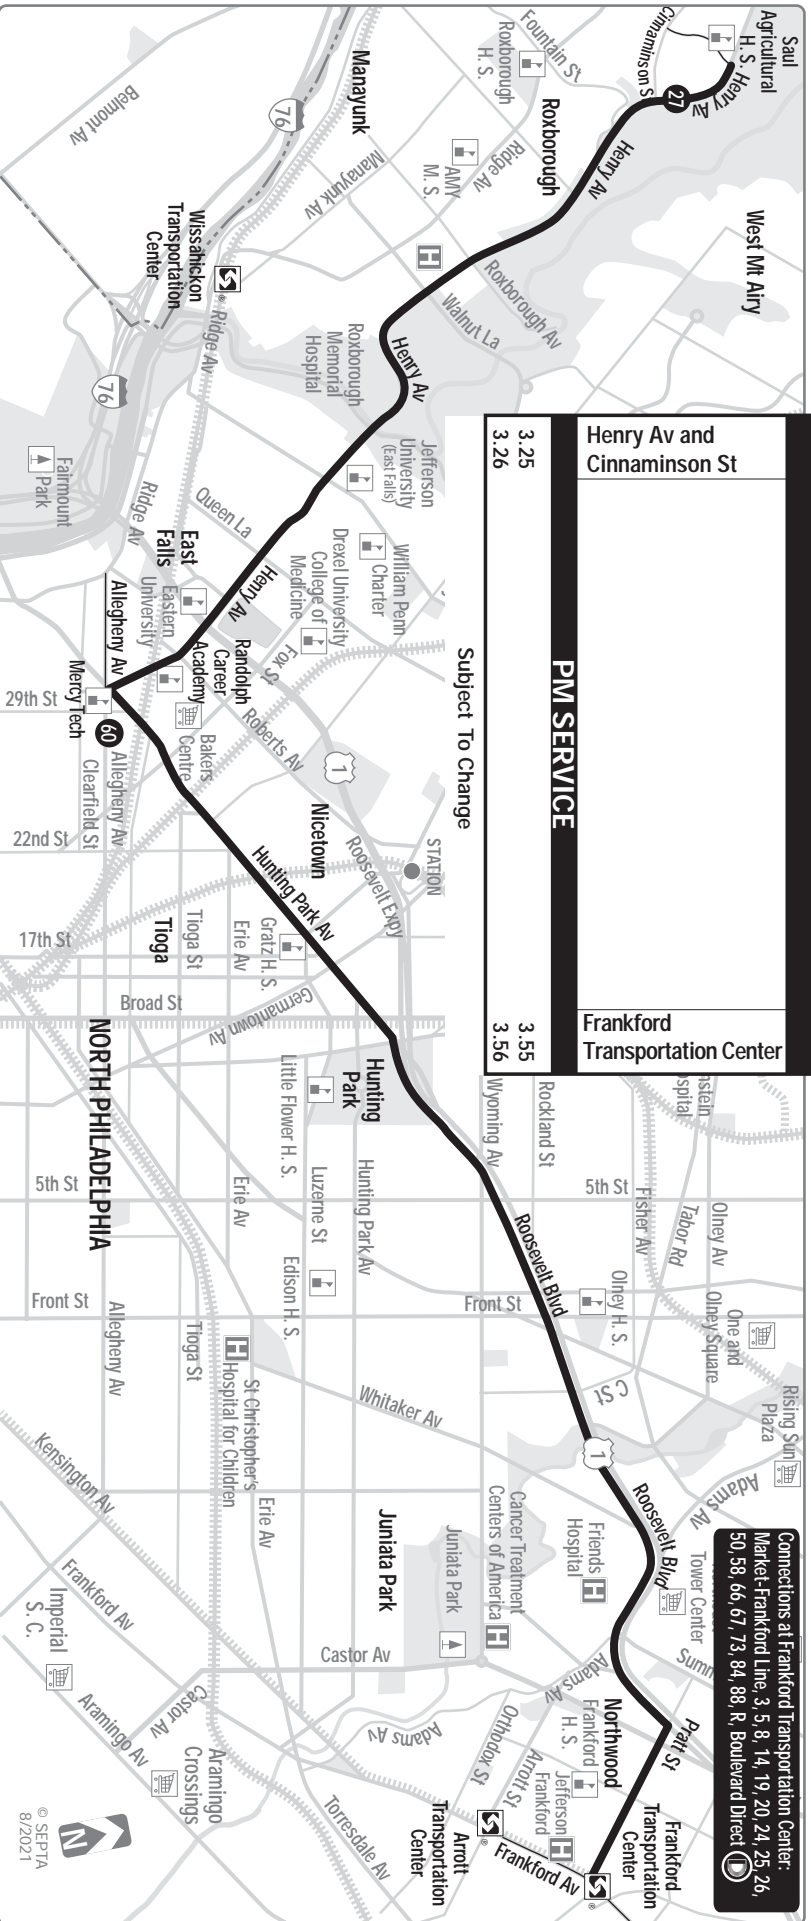 Saul
Agricultural
H. S.
Henry Av
Cinnaminson S
27
Fountain St
Roxborough
H. S.
Roxborough
Henry Av
Ridge Av
AMY
M. S.
Manayunk
Manayunk Av
76
Belmont Av
West Mt Airy
Roxborough Av
Walnut La
H
Wissahickon
Transportation
Center
®
Ridge Av
Roxborough
Memorial
Hospital
Henry Av
76
Fairmount
Park
Jefferson
University
(East Falls)
Queen La
Ridge Av
East
Falls
William Penn
Charter
Drexel University
College of
Medicine
Henry Av
Fox St
Eastern
University
Allegheny Av
Randolph
Career
Academy
Mercy Tech
29th St
60
Roberts Av
Bakers
Centre
1
Allegheny Av
Clearfield St
Nicetown
22nd St
STATION
Roosevelt Expy
Hunting Park Av
Tioga
Tioga St
Erie Av
Gratz H. S.
17th St
Germantown Av
Broad St
NORTH PHILADELPHIA
Hunting
Park
Little Flower H. S.
Henry Av and
Cinnaminson St
Frankford
Transportation Center
PM SERVICE
3.25 3.55
3.26 3.56
Subject To Change
nstein
ospital
Wyoming Av
Rockland St
5th St
Erie Av
Luzerne St
Hunting Park Av
5th St
Fisher Av
Tabor Rd
Olney Av
Roosevelt Blvd
Edison H. S.
Front St
Allegheny Av
Tioga St
Front St
Olney H. S.
One and
Olney Square
H
St Christopher's
Hospital for Children
C St
Rising Sun
Plaza
Whitaker Av
1
Adams Av
Kensington Av
Erie Av
Roosevelt Blvd
Cancer Treatment
Centers of America
H
Juniata Park
Juniata Park
Friends
Hospital
H
Tower Center
Frankford Av
Imperial
S. C.
Castor Av
Castor Av
Adams Av
Adams Av
Summ
Aramingo Av
Aramingo
Crossings
Orthodox St
Arrott St
Northwood
Frankford
H. S.
Jefferson
Frankford
H
Pratt St
Torresdale Av
Arrott
Transportation
Center
®
Frankford Av
Frankford
Transportation
Center
®
Connections at Frankford Transportation Center:
Market-Frankford Line, 3, 5, 8, 14, 19, 20, 24, 25, 26,
50, 58, 66, 67, 73, 84, 88, R, Boulevard Direct D
N
© SEPTA
8/2021